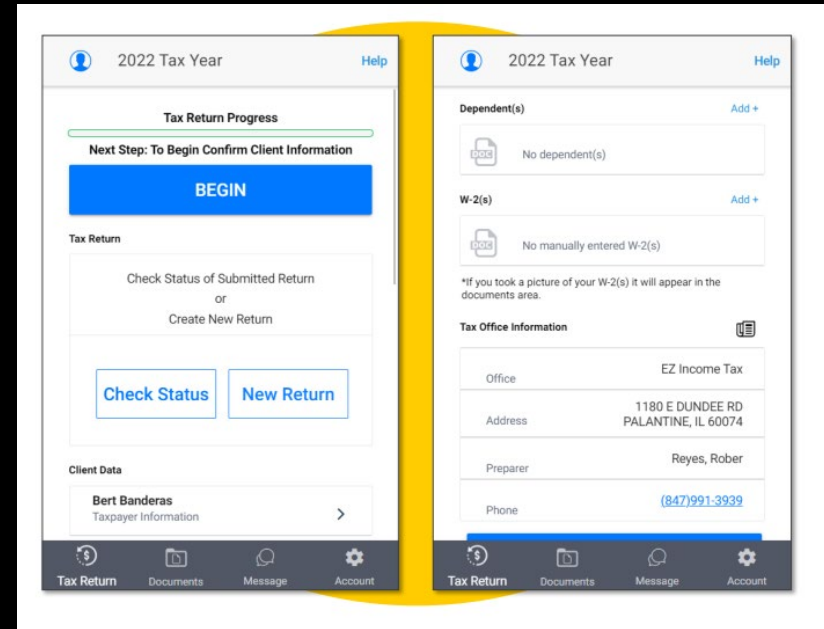 2022 Tax Year
Help
Tax Return Progress
Next Step: To Begin Confirm Client Information
BEGIN
Tax Return
Check Status of Submitted Return
or
Create New Return
Check Status
New Return
Client Data
Bert Banderas
Taxpayer Information
Tax Return
Documents
Message
Account
2022 Tax Year
Help
Dependent(s)
Add +
DOC
No dependent(s)
W-2(s)
Add +
DOC
No manually entered W-2(s)
*If you took a picture of your W-2(s) it will appear in the
documents area.
Tax Office Information
Office
EZ Income Tax
Address
1180 E DUNDEE RD
PALANTINE, IL 60074
Preparer
Reyes, Rober
Phone
(847)991-3939
Tax Return
Documents
Message
Account